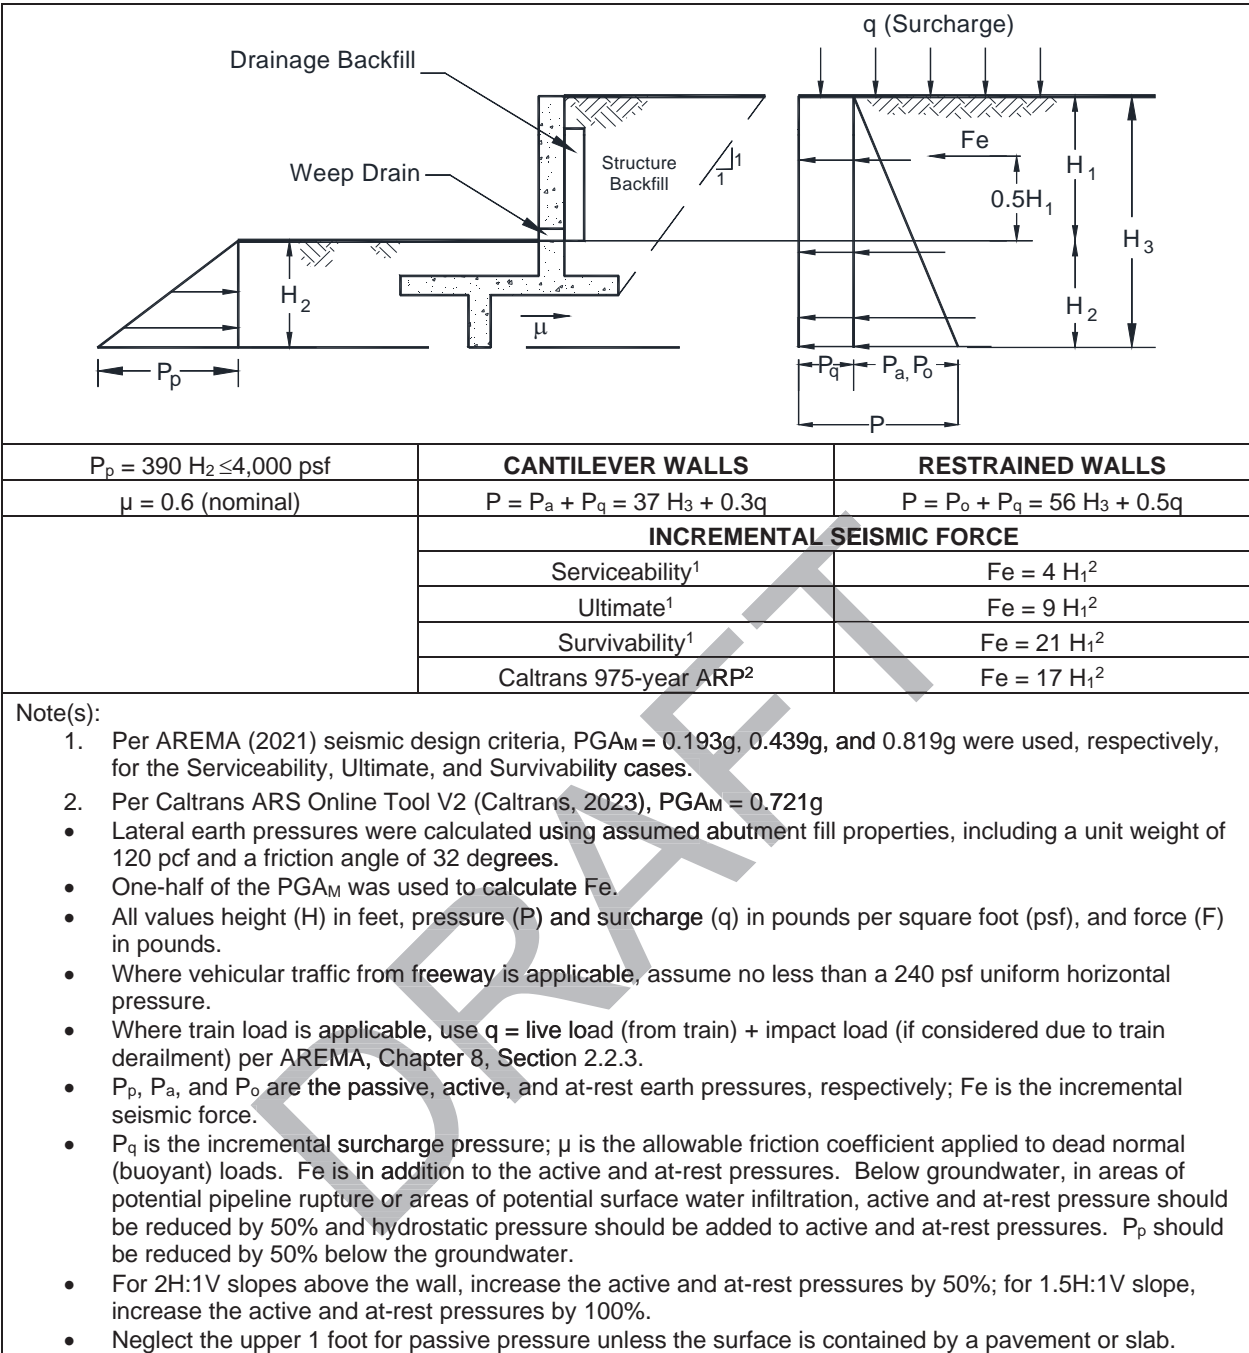 q (Surcharge)
Drainage Backfill
Weep Drain
Structure
Backfill
1
1
Fe
0.5H1
H1
H3
H2
H2
µ
Pp
Pq
Pa, Po
P
Pp = 390 H2 ≤4,000 psf
CANTILEVER WALLS
RESTRAINED WALLS
µ = 0.6 (nominal)
P = Pa + Pq = 37 H3 + 0.3q
P = Po + Pq = 56 H3 + 0.5q
INCREMENTAL SEISMIC FORCE
Serviceability¹
Fe = 4 H1²
Ultimate¹
Fe = 9 H1²
Survivability¹
Fe = 21 H1²
Caltrans 975-year ARP²
Fe = 17 H1²
Note(s):
1. Per AREMA (2021) seismic design criteria, PGAM = 0.193g, 0.439g, and 0.819g were used, respectively,
for the Serviceability, Ultimate, and Survivability cases.
2. Per Caltrans ARS Online Tool V2 (Caltrans, 2023), PGAM = 0.721g
• Lateral earth pressures were calculated using assumed abutment fill properties, including a unit weight of
120 pcf and a friction angle of 32 degrees.
• One-half of the PGAM was used to calculate Fe.
• All values height (H) in feet, pressure (P) and surcharge (q) in pounds per square foot (psf), and force (F)
in pounds.
• Where vehicular traffic from freeway is applicable, assume no less than a 240 psf uniform horizontal
pressure.
• Where train load is applicable, use q = live load (from train) + impact load (if considered due to train
derailment) per AREMA, Chapter 8, Section 2.2.3.
• Pp, Pa, and Po are the passive, active, and at-rest earth pressures, respectively; Fe is the incremental
seismic force.
• Pq is the incremental surcharge pressure; µ is the allowable friction coefficient applied to dead normal
(buoyant) loads. Fe is in addition to the active and at-rest pressures. Below groundwater, in areas of
potential pipeline rupture or areas of potential surface water infiltration, active and at-rest pressure should
be reduced by 50% and hydrostatic pressure should be added to active and at-rest pressures. Pp should
be reduced by 50% below the groundwater.
• For 2H:1V slopes above the wall, increase the active and at-rest pressures by 50%; for 1.5H:1V slope,
increase the active and at-rest pressures by 100%.
• Neglect the upper 1 foot for passive pressure unless the surface is contained by a pavement or slab.
DRAFT